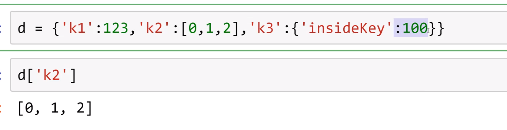 : d = {'k1':123,'k2':[0,1,2],'k3':{'insideKey':100}}
: d['k2']
: [0, 1, 2]